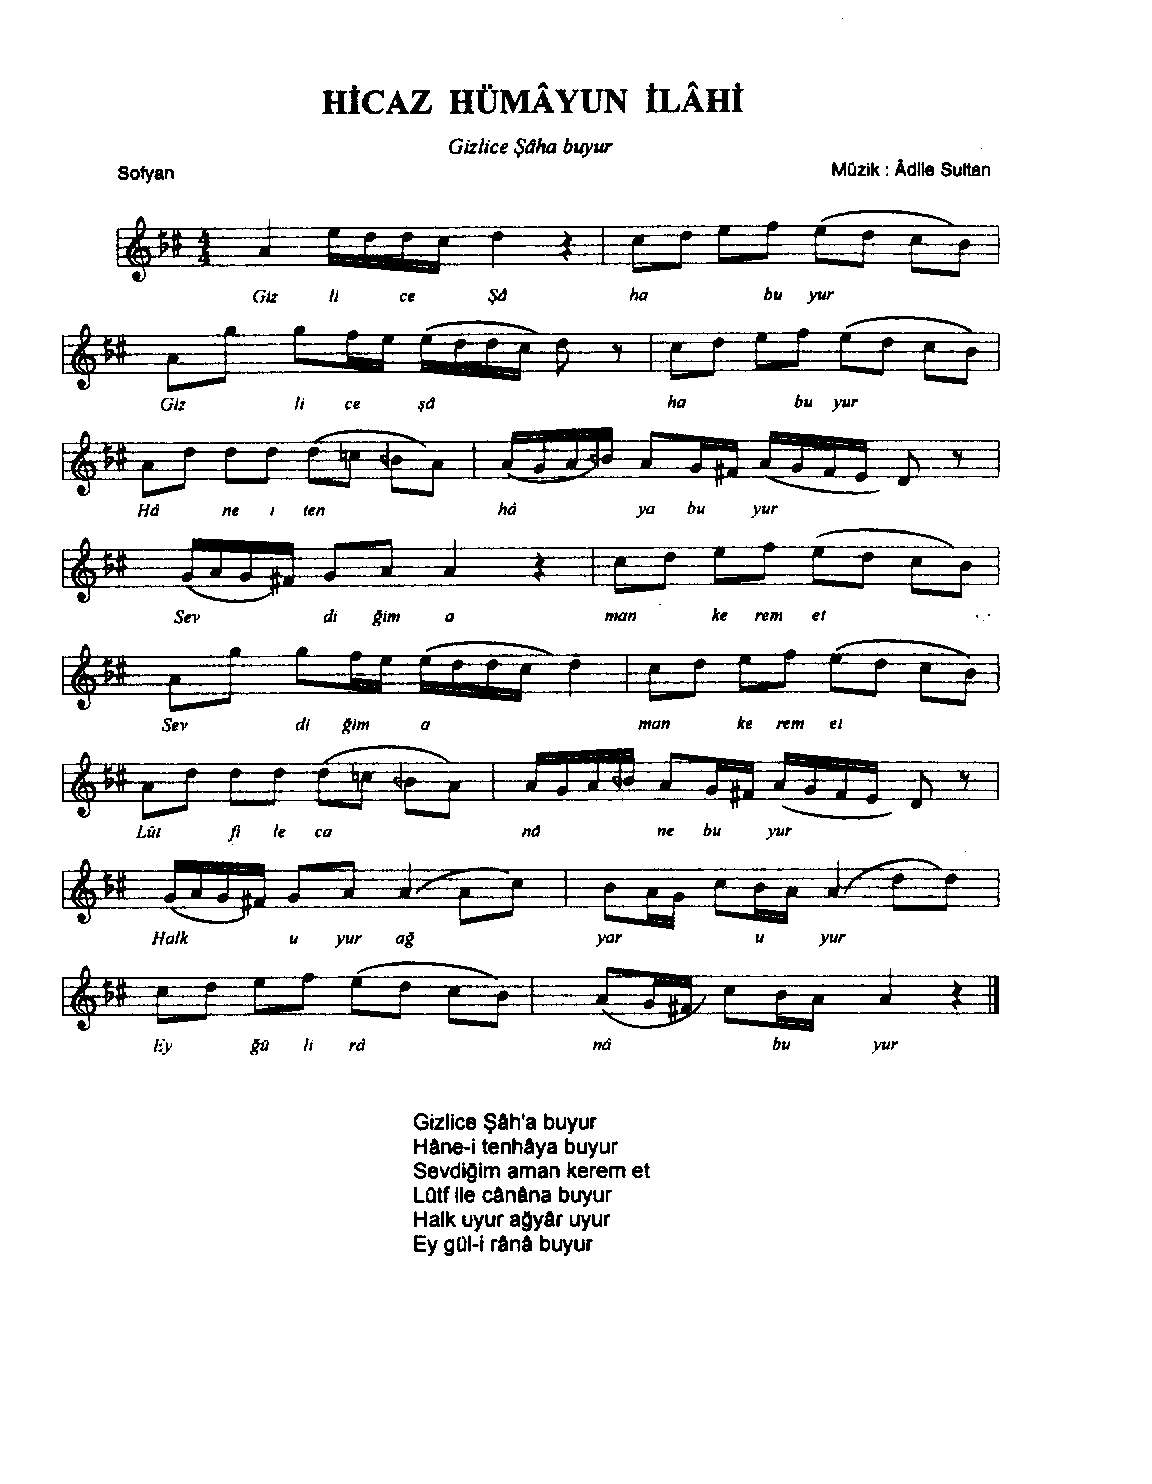 HİCAZ HÜMÂYUN İLÂHİ
Gizlice Şâha buyur
Sofyan
Müzik : Âdile Sultan
4
4
Giz li ce Şâ ha bu yur
Giz li ce şâ ha bu yur
Hâ ne ı ten hâ ya bu yur
Sev di ğim a man ke rem et
Sev di ğim a man ke rem et
Lût fi le ca nâ ne bu yur
Halk u yur ağ yar u yur
Ey ğü li râ nâ bu yur
Gizlice Şâh'a buyur
Hâne-i tenhâya buyur
Sevdiğim aman kerem et
Lûtf ile cânâna buyur
Halk uyur ağyâr uyur
Ey gül-i rânâ buyur